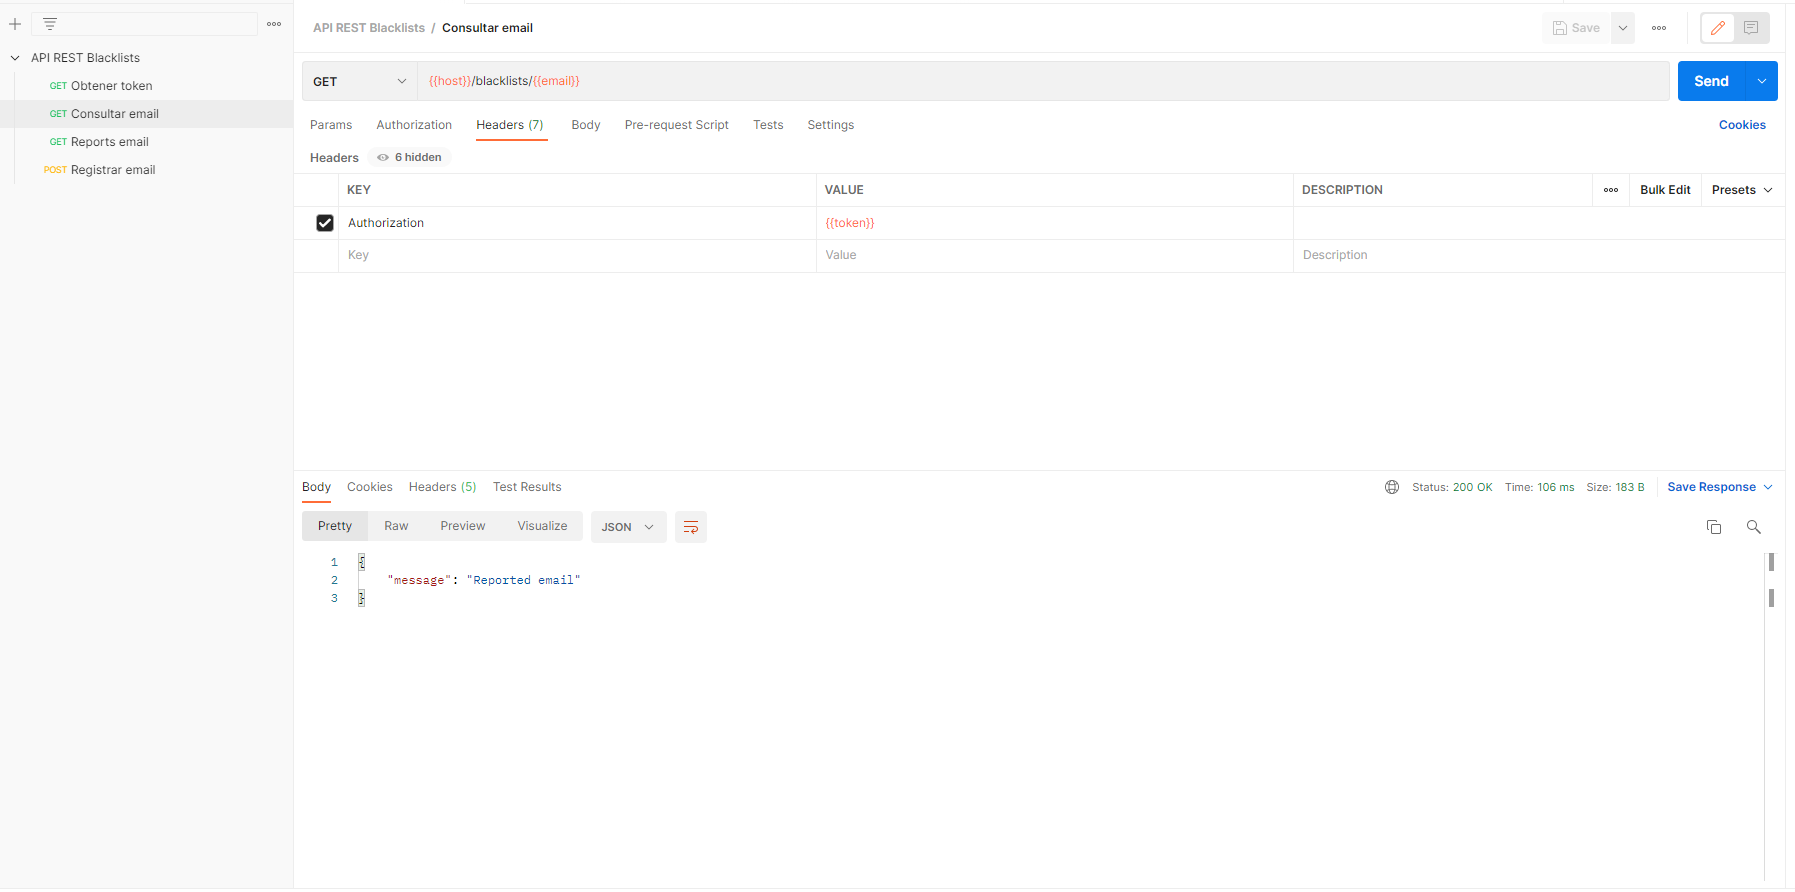 API REST Blacklists
GET Obtener token
GET Consultar email
GET Reports email
POST Registrar email
API REST Blacklists / Consultar email
Save
GET
{{host}}/blacklists/{{email}}
Send
Params Authorization Headers (7) Body Pre-request Script Tests Settings Cookies
Headers 6 hidden
KEY VALUE DESCRIPTION Bulk Edit Presets
Authorization {{token}}
Key Value Description
Body Cookies Headers (5) Test Results Status: 200 OK Time: 106 ms Size: 183 B Save Response
Pretty Raw Preview Visualize JSON
1 {
2 "message": "Reported email"
3 }